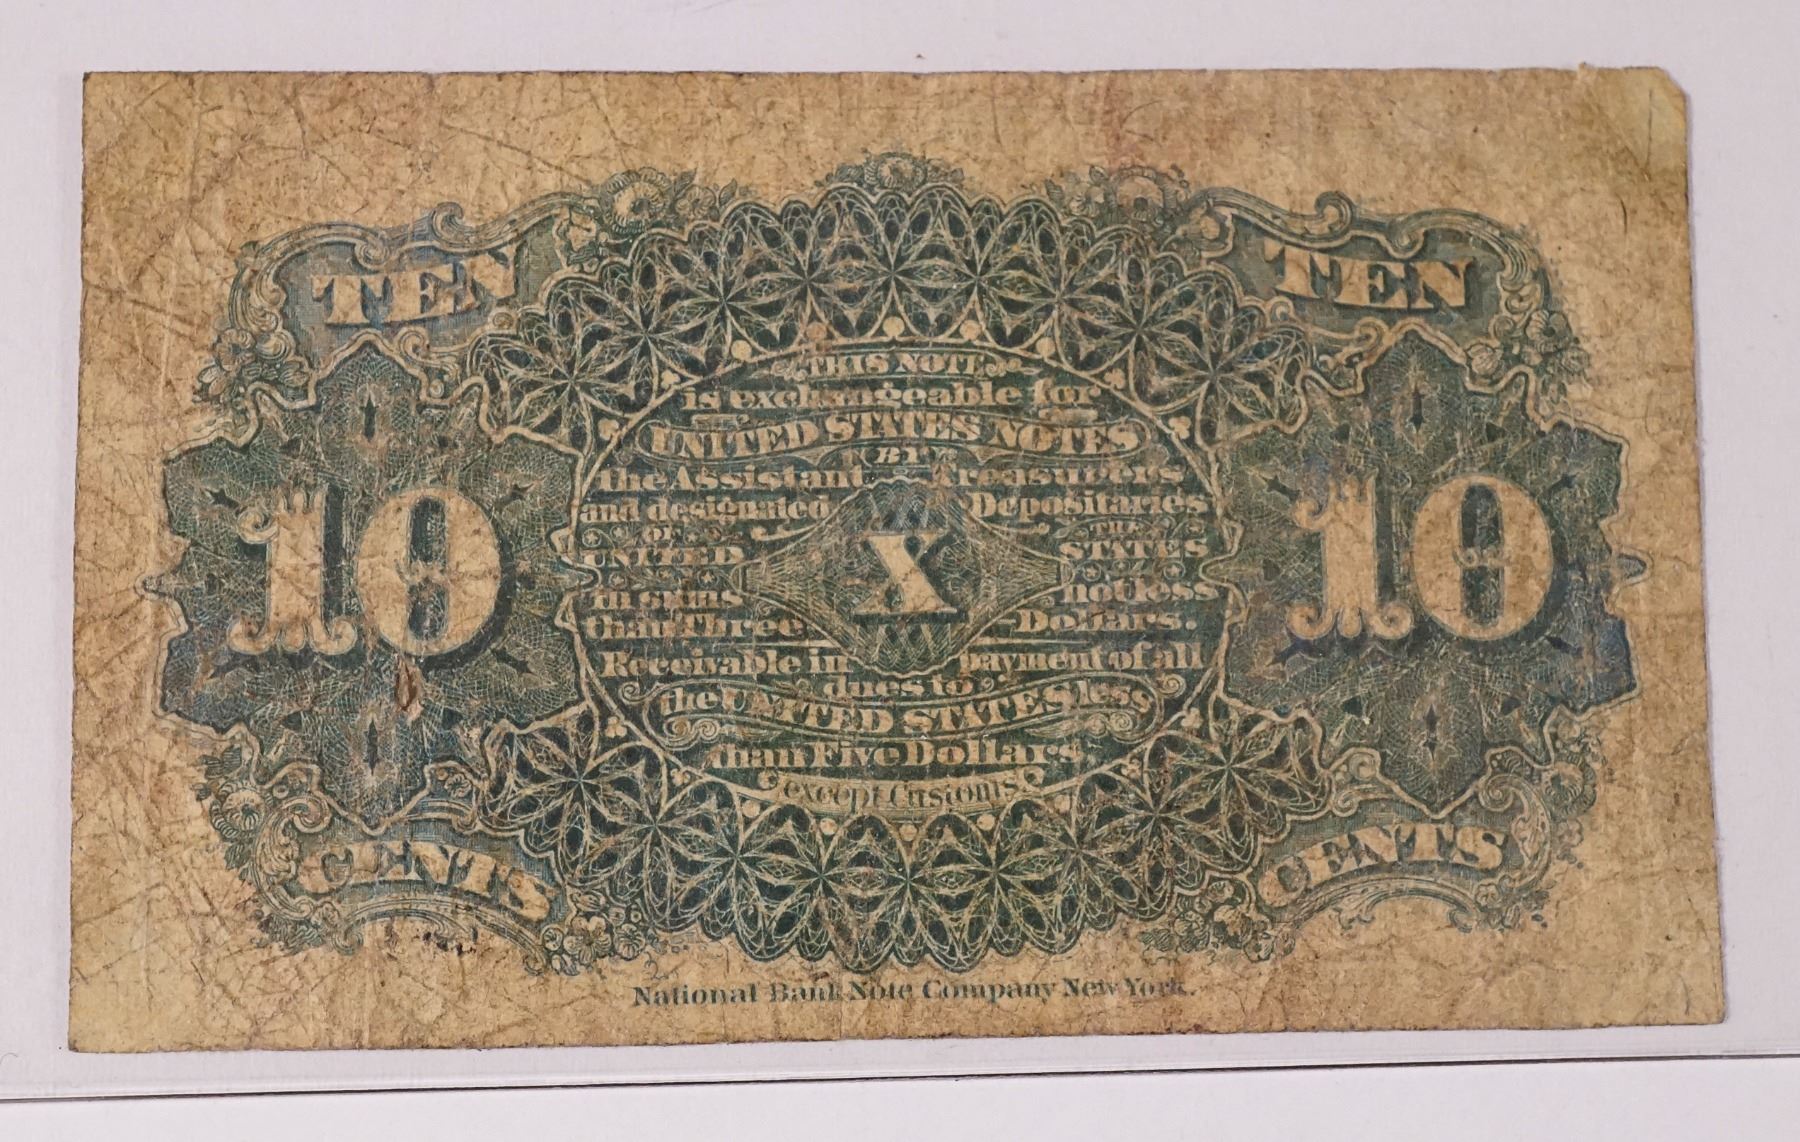 TEN TEN
THIS NOTE
is exchangeable for
UNITED STATES NOTES
BY
the Assistant Treasurers
and designated Depositaries
OF THE
UNITED STATES
10 X 10
in sums not less
than Three Dollars.
Receivable in payment of all
dues to
the UNITED STATES less
than Five Dollars,
except Customs
CENTS CENTS
National Bank Note Company New York.